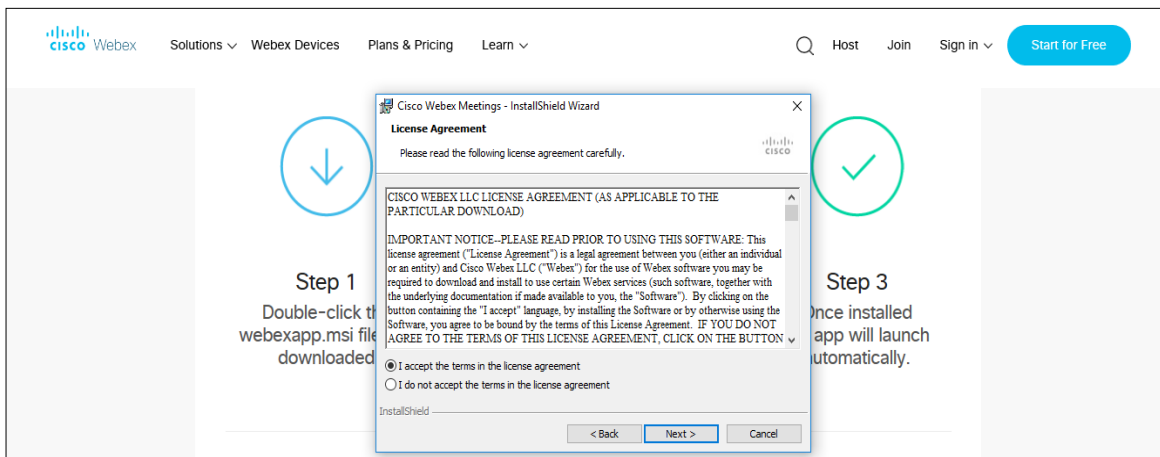 CISCO Webex
Solutions
Webex Devices
Plans & Pricing
Learn
Host
Join
Sign in
Start for Free
Cisco Webex Meetings - InstallShield Wizard
License Agreement
Please read the following license agreement carefully.
CISCO
CISCO WEBEX LLC LICENSE AGREEMENT (AS APPLICABLE TO THE
PARTICULAR DOWNLOAD)
IMPORTANT NOTICE--PLEASE READ PRIOR TO USING THIS SOFTWARE: This
license agreement ("License Agreement") is a legal agreement between you (either an individual
or an entity) and Cisco Webex LLC ("Webex") for the use of Webex software you may be
required to download and install to use certain Webex services (such software, together with
the underlying documentation if made available to you, the "Software"). By clicking on the
button containing the "I accept" language, by installing the Software or by otherwise using the
Software, you agree to be bound by the terms of this License Agreement. IF YOU DO NOT
AGREE TO THE TERMS OF THIS LICENSE AGREEMENT, CLICK ON THE BUTTON
I accept the terms in the license agreement
I do not accept the terms in the license agreement
InstallShield
< Back
Next >
Cancel
Step 1
Double-click
webexapp.msi file
downloaded
Step 3
installed
app will launch
automatically.